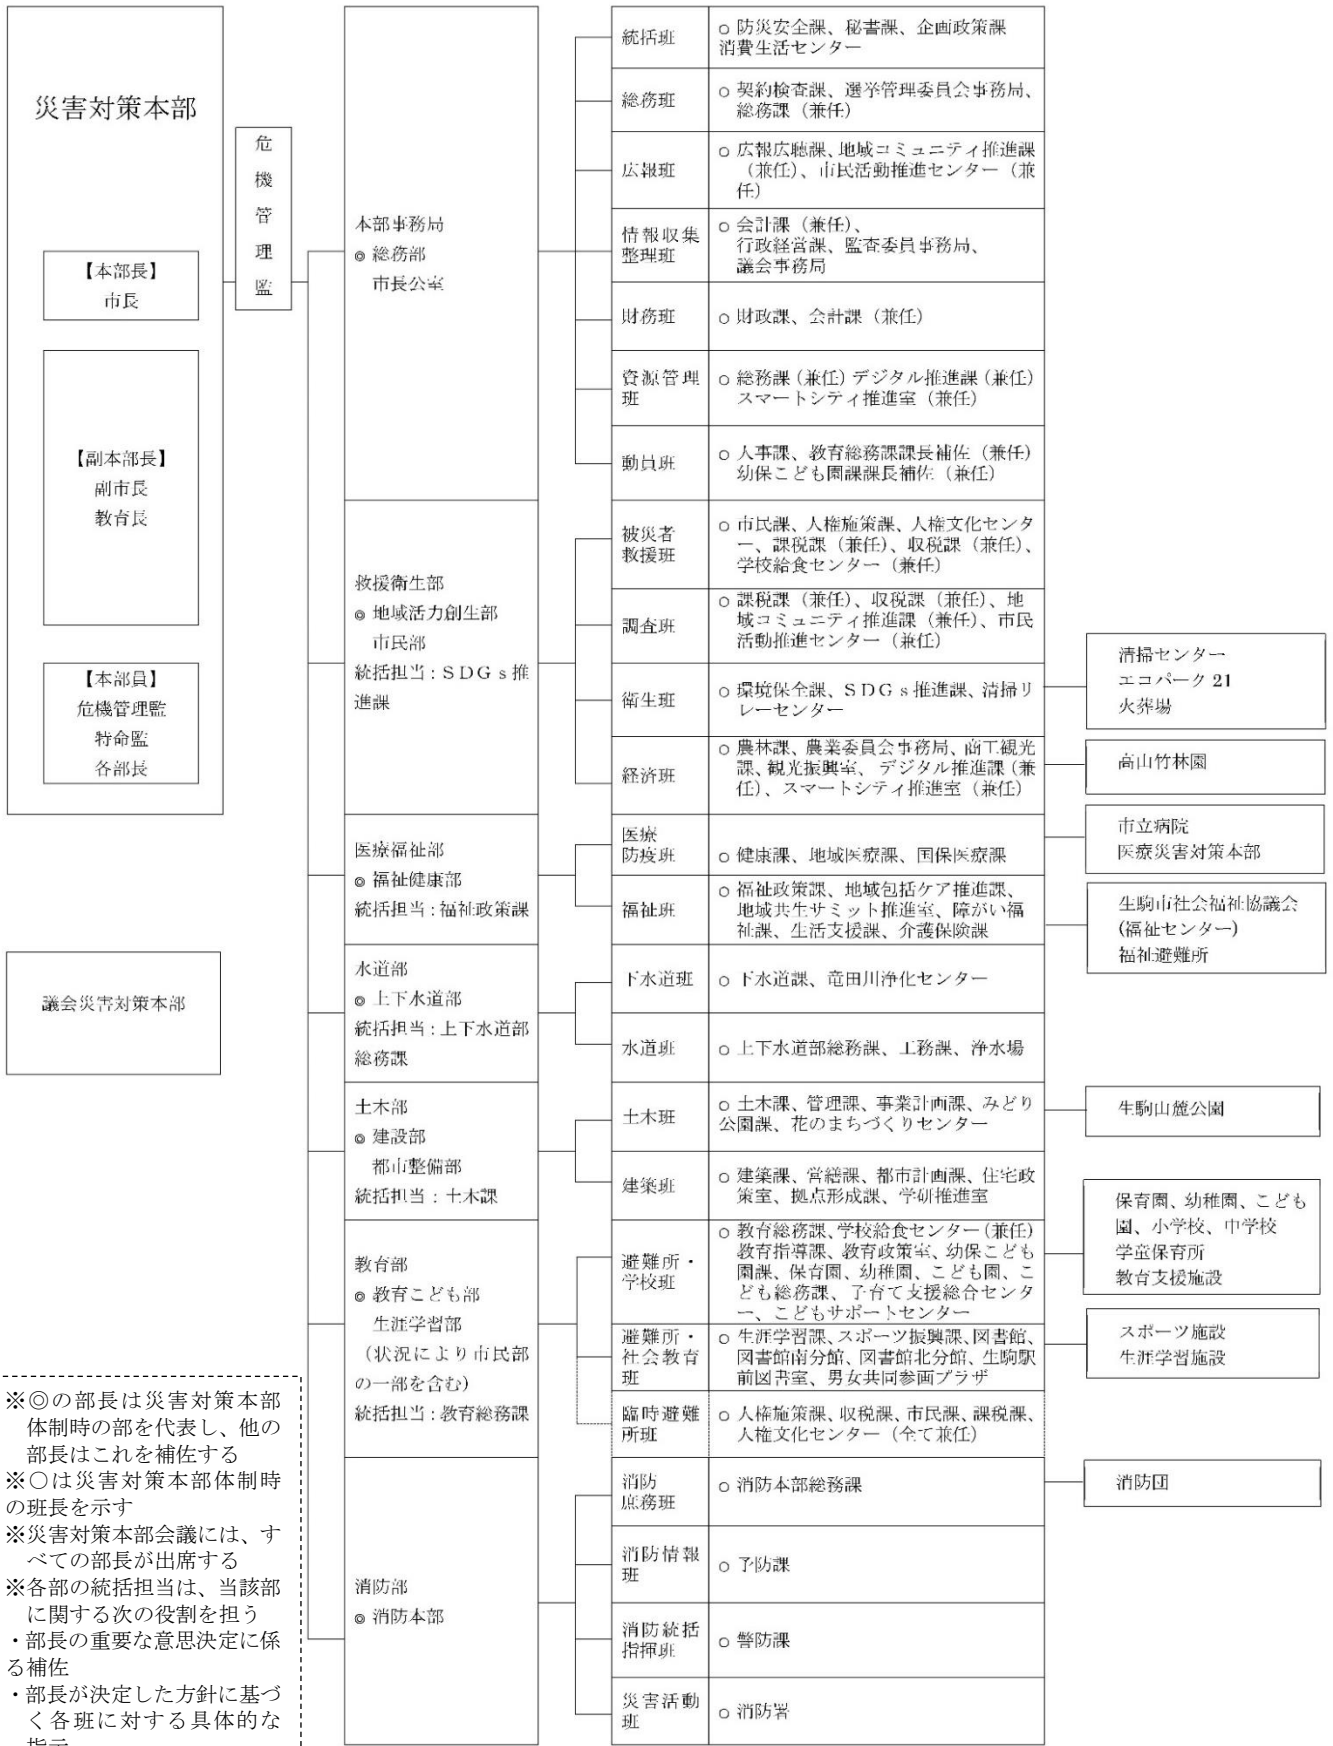 災害対策本部
【本部長】
市長
【副本部長】
副市長
教育長
【本部員】
危機管理監
特命監
各部長
議会災害対策本部
危
機
管
理
監
本部事務局
◎ 総務部
市長公室
統括班
○ 防災安全課、秘書課、企画政策課
消費生活センター
総務班
○ 契約検査課、選挙管理委員会事務局、
総務課（兼任）
広報班
○ 広報広聴課、地域コミュニティ推進課
（兼任）、市民活動推進センター（兼
任）
情報収集
整理班
○ 会計課（兼任）、
行政経営課、監査委員事務局、
議会事務局
財務班
○ 財政課、会計課（兼任）
資源管理
班
○ 総務課（兼任）デジタル推進課（兼任）
スマートシティ推進室（兼任）
動員班
○ 人事課、教育総務課課長補佐（兼任）
幼保こども園課課長補佐（兼任）
救援衛生部
◎ 地域活力創生部
市民部
統括担当：ＳＤＧｓ推
進課
被災者
救援班
○ 市民課、人権施策課、人権文化センタ
ー、課税課（兼任）、収税課（兼任）、
学校給食センター（兼任）
調査班
○ 課税課（兼任）、収税課（兼任）、地
域コミュニティ推進課（兼任）、市民
活動推進センター（兼任）
衛生班
○ 環境保全課、ＳＤＧｓ推進課、清掃リ
レーセンター
清掃センター
エコパーク 21
火葬場
経済班
○ 農林課、農業委員会事務局、商工観光
課、観光振興室、デジタル推進課（兼
任）、スマートシティ推進室（兼任）
高山竹林園
医療福祉部
◎ 福祉健康部
統括担当：福祉政策課
医療
防疫班
○ 健康課、地域医療課、国保医療課
市立病院
医療災害対策本部
福祉班
○ 福祉政策課、地域包括ケア推進課、
地域共生サミット推進室、障がい福
祉課、生活支援課、介護保険課
生駒市社会福祉協議会
(福祉センター)
福祉避難所
水道部
◎ 上下水道部
統括担当：上下水道部
総務課
下水道班
○ 下水道課、竜田川浄化センター
水道班
○ 上下水道部総務課、工務課、浄水場
土木部
◎ 建設部
都市整備部
統括担当：土木課
土木班
○ 土木課、管理課、事業計画課、みどり
公園課、花のまちづくりセンター
生駒山麓公園
建築班
○ 建築課、営繕課、都市計画課、住宅政
策室、拠点形成課、学研推進室
教育部
◎ 教育こども部
生涯学習部
（状況により市民部
の一部を含む）
統括担当：教育総務課
避難所・
学校班
○ 教育総務課、学校給食センター（兼任）
教育指導課、教育政策室、幼保こども
園課、保育園、幼稚園、こども園、こ
ども総務課、子育て支援総合センタ
ー、こどもサポートセンター
保育園、幼稚園、こども
園、小学校、中学校
学童保育所
教育支援施設
避難所・
社会教育
班
○ 生涯学習課、スポーツ振興課、図書館、
図書館南分館、図書館北分館、生駒駅
前図書室、男女共同参画プラザ
スポーツ施設
生涯学習施設
臨時避難
所班
○ 人権施策課、収税課、市民課、課税課、
人権文化センター（全て兼任）
消防部
◎ 消防本部
消防
庶務班
○ 消防本部総務課
消防団
消防情報
班
○ 予防課
消防統括
指揮班
○ 警防課
災害活動
班
○ 消防署
※◎の部長は災害対策本部
体制時の部を代表し、他の
部長はこれを補佐する
※○は災害対策本部体制時
の班長を示す
※災害対策本部会議には、す
べての部長が出席する
※各部の統括担当は、当該部
に関する次の役割を担う
・部長の重要な意思決定に係
る補佐
・部長が決定した方針に基づ
く各班に対する具体的な